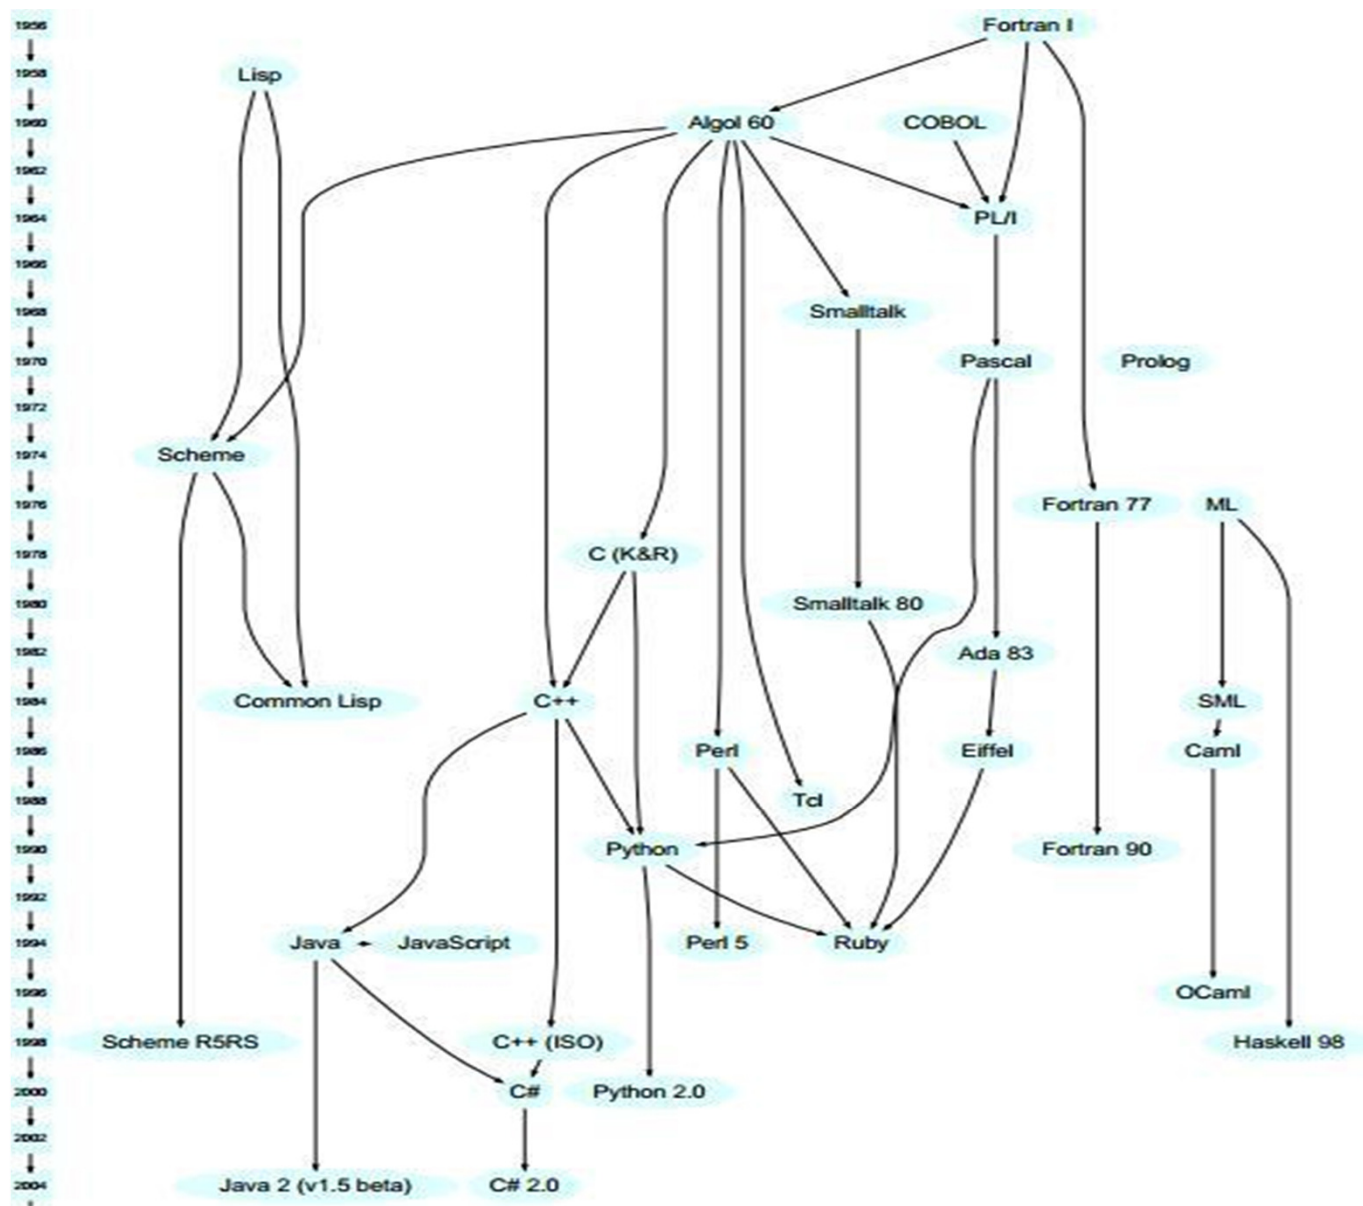 1956 Fortran I
1958 Lisp
1960 Algol 60 COBOL
1962
1964 PL/I
1966
1968 Smalltalk
1970 Pascal Prolog
1972
1974 Scheme
1976 Fortran 77 ML
1978 C (K&R)
1980 Smalltalk 80
1982 Ada 83
1984 Common Lisp C++ SML
1986 Perl Eiffel Caml
1988 Tcl
1990 Python Fortran 90
1992
1994 Java JavaScript Perl 5 Ruby
1996 OCaml
1998 Scheme R5RS C++ (ISO) Haskell 98
2000 C# Python 2.0
2002
2004 Java 2 (v1.5 beta) C# 2.0